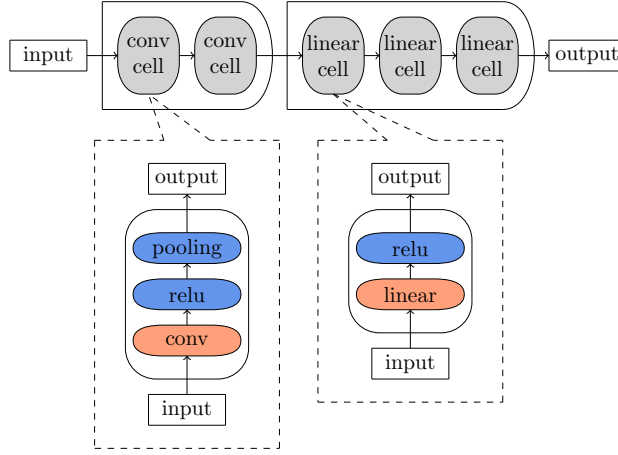 input
conv
cell
conv
cell
linear
cell
linear
cell
linear
cell
output
output
pooling
relu
conv
input
output
relu
linear
input